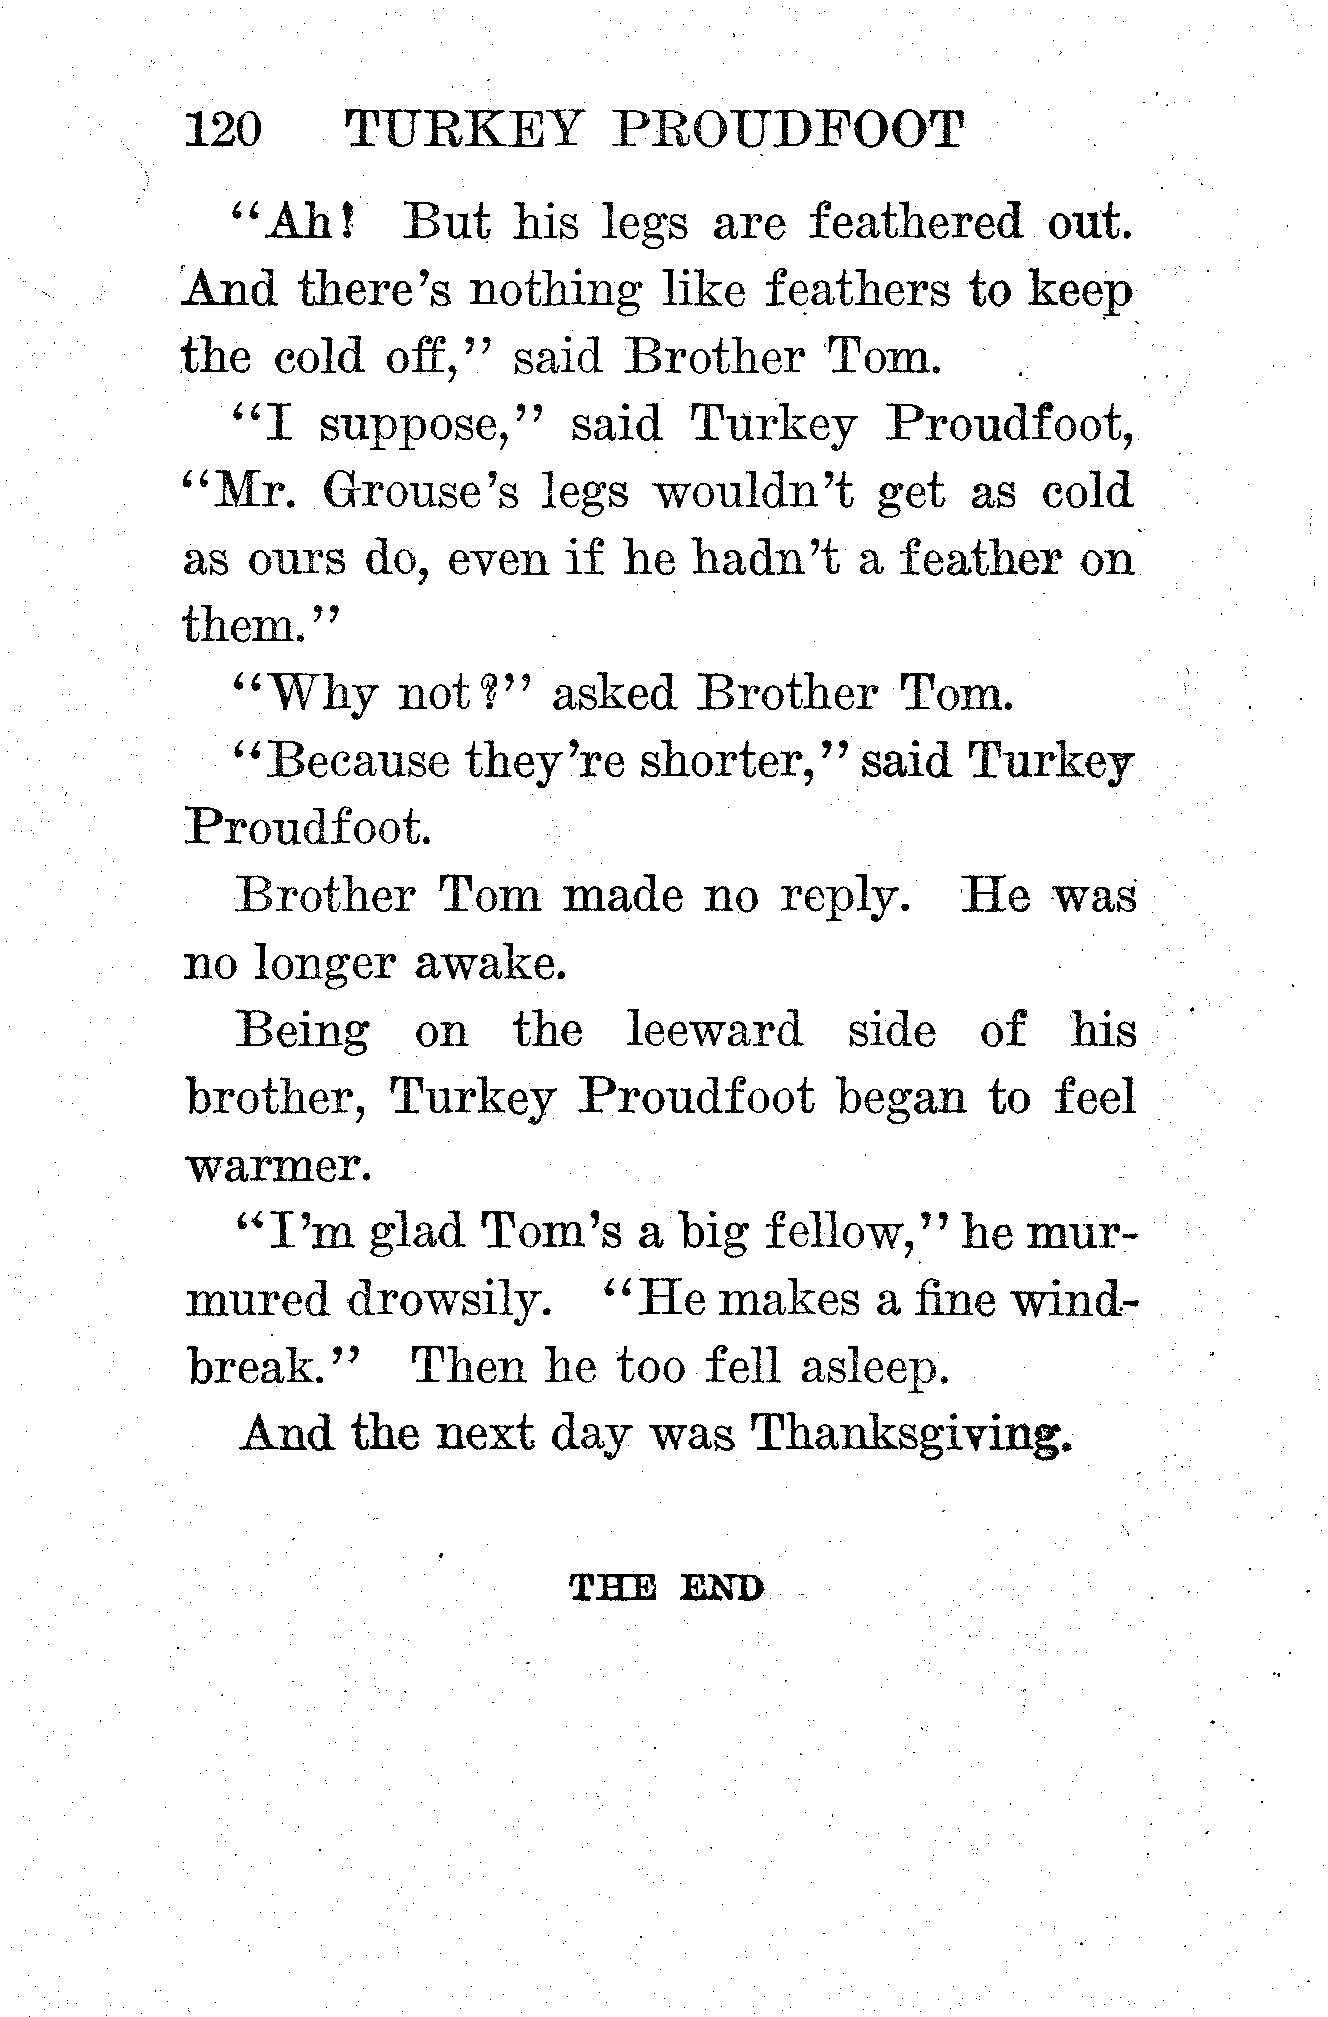 120 TURKEY PROUDFOOT
"Ah! But his legs are feathered out.
And there's nothing like feathers to keep
the cold off," said Brother Tom.
"I suppose," said Turkey Proudfoot,
"Mr. Grouse's legs wouldn't get as cold
as ours do, even if he hadn't a feather on
them."
"Why not?" asked Brother Tom.
"Because they're shorter," said Turkey
Proudfoot.
Brother Tom made no reply. He was
no longer awake.
Being on the leeward side of his
brother, Turkey Proudfoot began to feel
warmer.
"I'm glad Tom's a big fellow," he mur-
mured drowsily. "He makes a fine wind-
break." Then he too fell asleep.
And the next day was Thanksgiving.
THE END